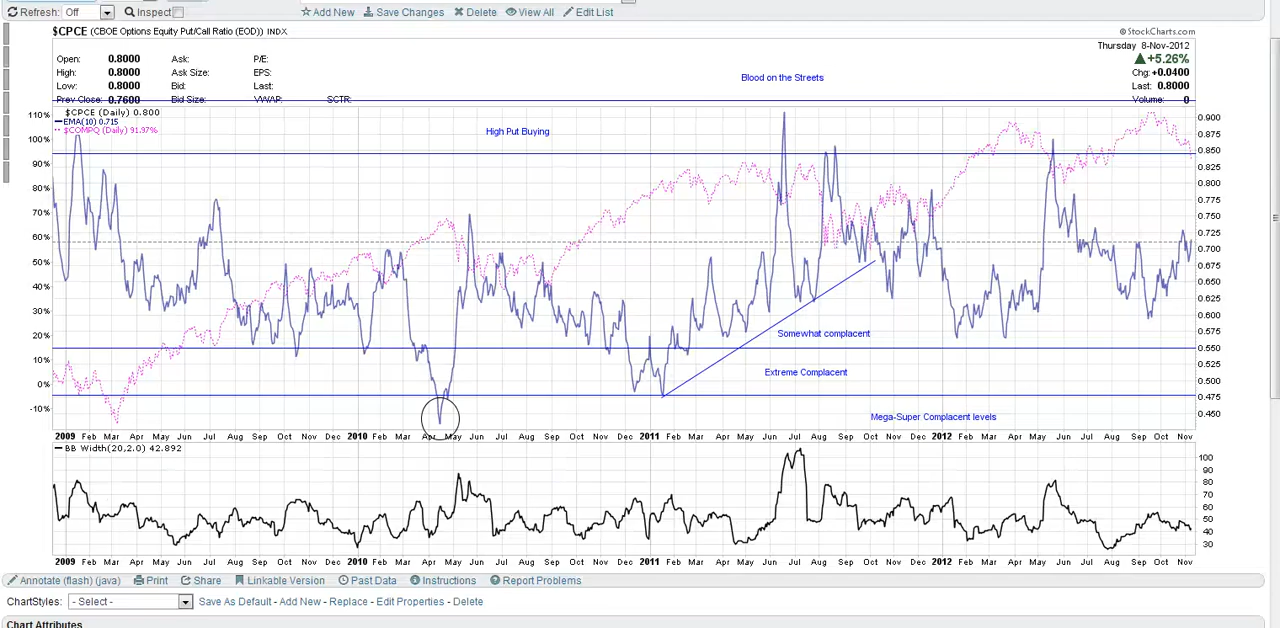 Refresh: Off Inspect Add New Save Changes Delete View All Edit List
$CPCE (CBOE Options Equity Put/Call Ratio (EOD)) INDX ©StockCharts.com
Thursday 8-Nov-2012
Open: 0.8000 Ask: P/E: +5.26%
High: 0.8000 Ask Size: EPS: Chg: +0.0400
Low: 0.8000 Bid: Last: Last: 0.8000
Prev Close: 0.7600 Bid Size: VWAP: SCTR: Volume: 0
Blood on the Streets
$CPCE (Daily) 0.800
EMA(10) 0.715
$COMPQ (Daily) 91.97%
High Put Buying
Somewhat complacent
Extreme Complacent
Mega-Super Complacent levels
110%
100%
90%
80%
70%
60%
50%
40%
30%
20%
10%
0%
-10%
0.900
0.875
0.850
0.825
0.800
0.775
0.750
0.725
0.700
0.675
0.650
0.625
0.600
0.575
0.550
0.525
0.500
0.475
0.450
2009 Feb Mar Apr May Jun Jul Aug Sep Oct Nov Dec 2010 Feb Mar Apr May Jun Jul Aug Sep Oct Nov Dec 2011 Feb Mar Apr May Jun Jul Aug Sep Oct Nov Dec 2012 Feb Mar Apr May Jun Jul Aug Sep Oct Nov
BB Width(20,2.0) 42.892
100
90
80
70
60
50
40
30
2009 Feb Mar Apr May Jun Jul Aug Sep Oct Nov Dec 2010 Feb Mar Apr May Jun Jul Aug Sep Oct Nov Dec 2011 Feb Mar Apr May Jun Jul Aug Sep Oct Nov Dec 2012 Feb Mar Apr May Jun Jul Aug Sep Oct Nov
Annotate (flash) (java) Print Share Linkable Version Past Data Instructions Report Problems
ChartStyles: - Select - Save As Default - Add New - Replace - Edit Properties - Delete
Chart Attributes